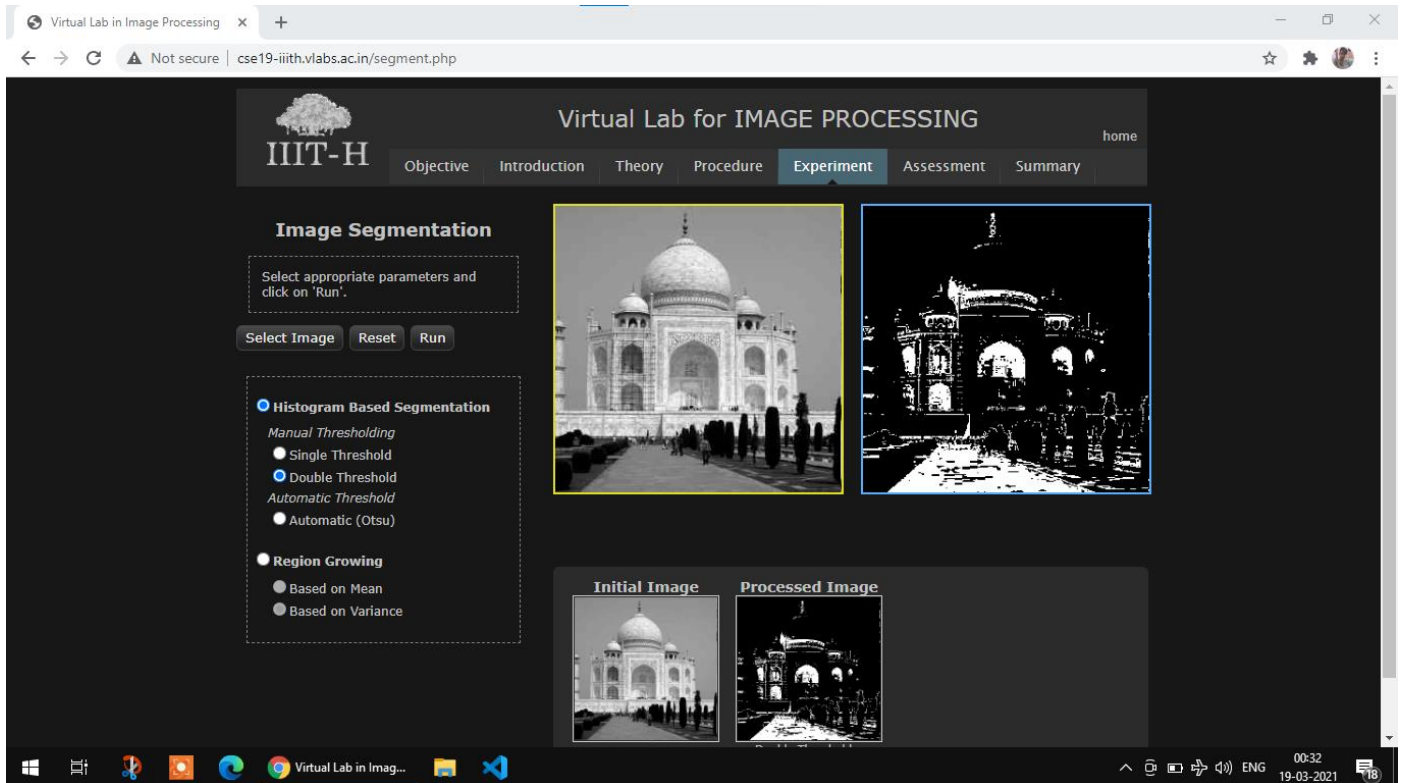 Virtual Lab in Image Processing
Not secure | cse19-iiith.vlabs.ac.in/segment.php
IIIT-H
Virtual Lab for IMAGE PROCESSING
home
Objective Introduction Theory Procedure Experiment Assessment Summary
Image Segmentation
Select appropriate parameters and
click on 'Run'.
Select Image Reset Run
Histogram Based Segmentation
Manual Thresholding
Single Threshold
Double Threshold
Automatic Threshold
Automatic (Otsu)
Region Growing
Based on Mean
Based on Variance
Initial Image Processed Image
Virtual Lab in Imag...
ENG
00:32
19-03-2021
18